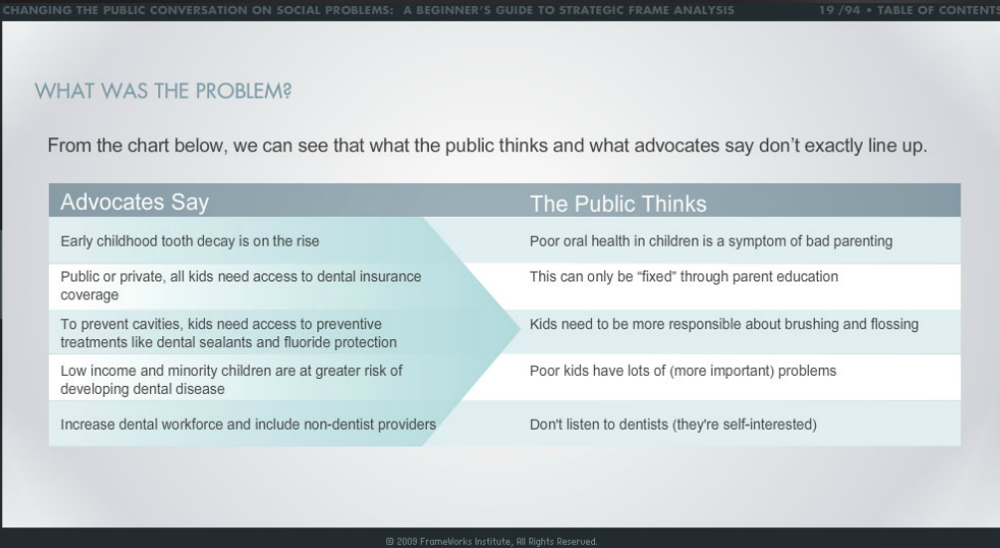 CHANGING THE PUBLIC CONVERSATION ON SOCIAL PROBLEMS: A BEGINNER'S GUIDE TO STRATEGIC FRAME ANALYSIS 19 /94 • TABLE OF CONTENTS
WHAT WAS THE PROBLEM?
From the chart below, we can see that what the public thinks and what advocates say don't exactly line up.
Advocates Say The Public Thinks
Early childhood tooth decay is on the rise Poor oral health in children is a symptom of bad parenting
Public or private, all kids need access to dental insurance
coverage
This can only be "fixed" through parent education
To prevent cavities, kids need access to preventive
treatments like dental sealants and fluoride protection
Kids need to be more responsible about brushing and flossing
Low income and minority children are at greater risk of
developing dental disease
Poor kids have lots of (more important) problems
Increase dental workforce and include non-dentist providers Don't listen to dentists (they're self-interested)
© 2009 FrameWorks Institute, All Rights Reserved.